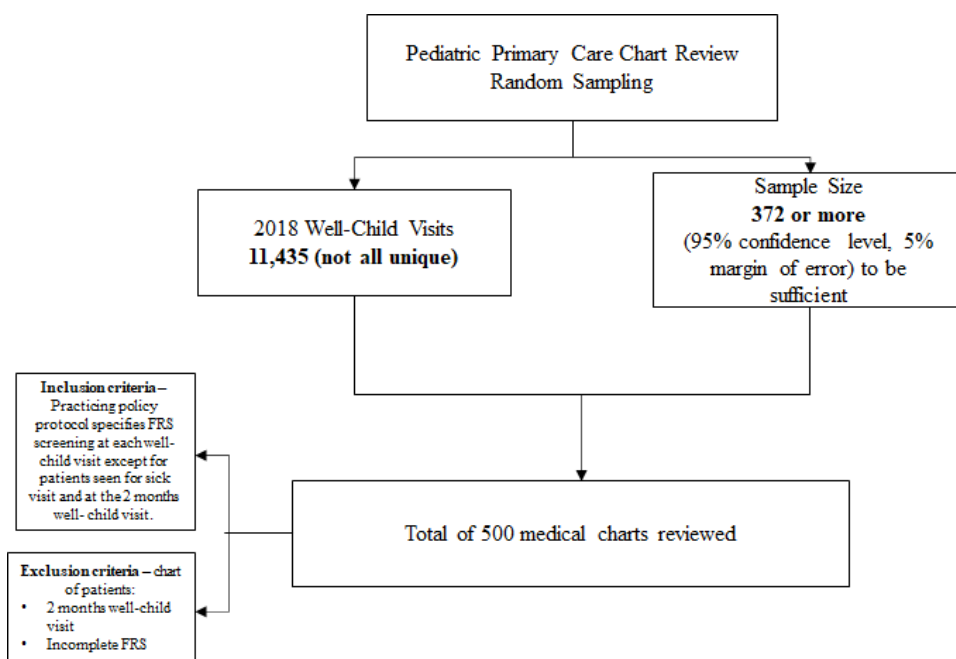 Pediatric Primary Care Chart Review
Random Sampling
2018 Well-Child Visits
11,435 (not all unique)
Sample Size
372 or more
(95% confidence level, 5%
margin of error) to be
sufficient
Inclusion criteria –
Practicing policy
protocol specifies FRS
screening at each well-
child visit except for
patients seen for sick
visit and at the 2 months
well- child visit.
Total of 500 medical charts reviewed
Exclusion criteria – chart
of patients:
• 2 months well-child
visit
• Incomplete FRS